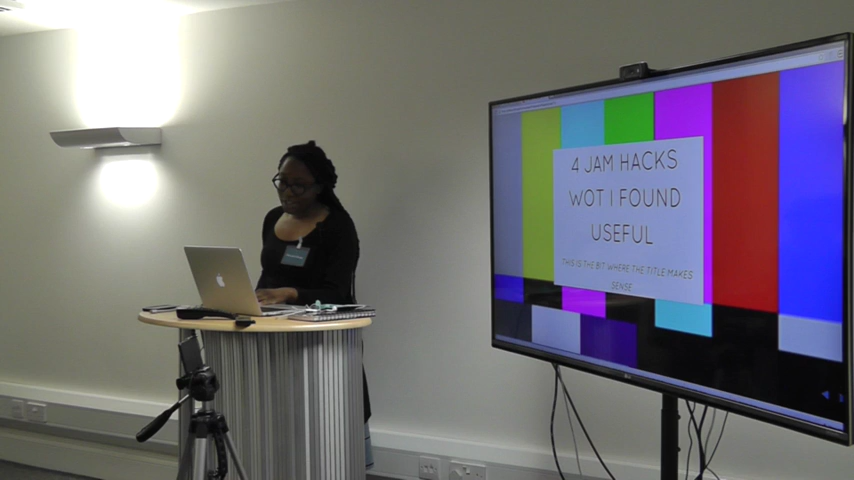 4 JAM HACKS
WOT I FOUND
USEFUL
THIS IS THE BIT WHERE THE TITLE MAKES
SENSE